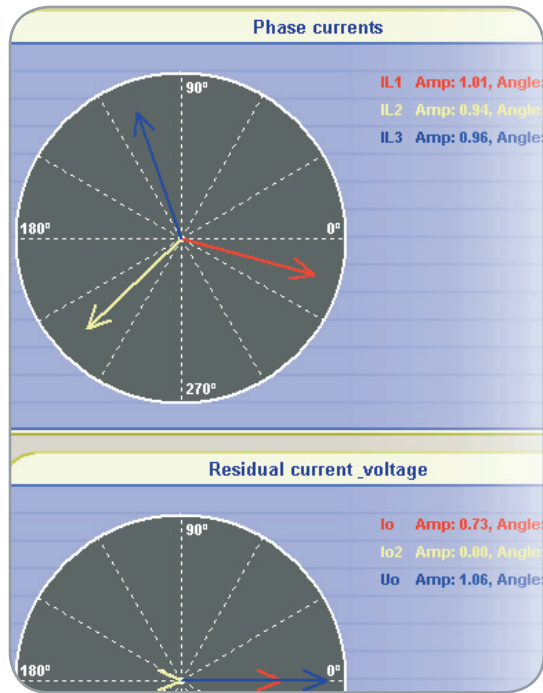 Phase currents
90°
IL1 Amp: 1.01, Angle:
IL2 Amp: 0.94, Angle:
IL3 Amp: 0.96, Angle:
180°
0°
270°
Residual current_voltage
90°
Io Amp: 0.73, Angle:
Io2 Amp: 0.00, Angle:
Uo Amp: 1.06, Angle:
180°
0°